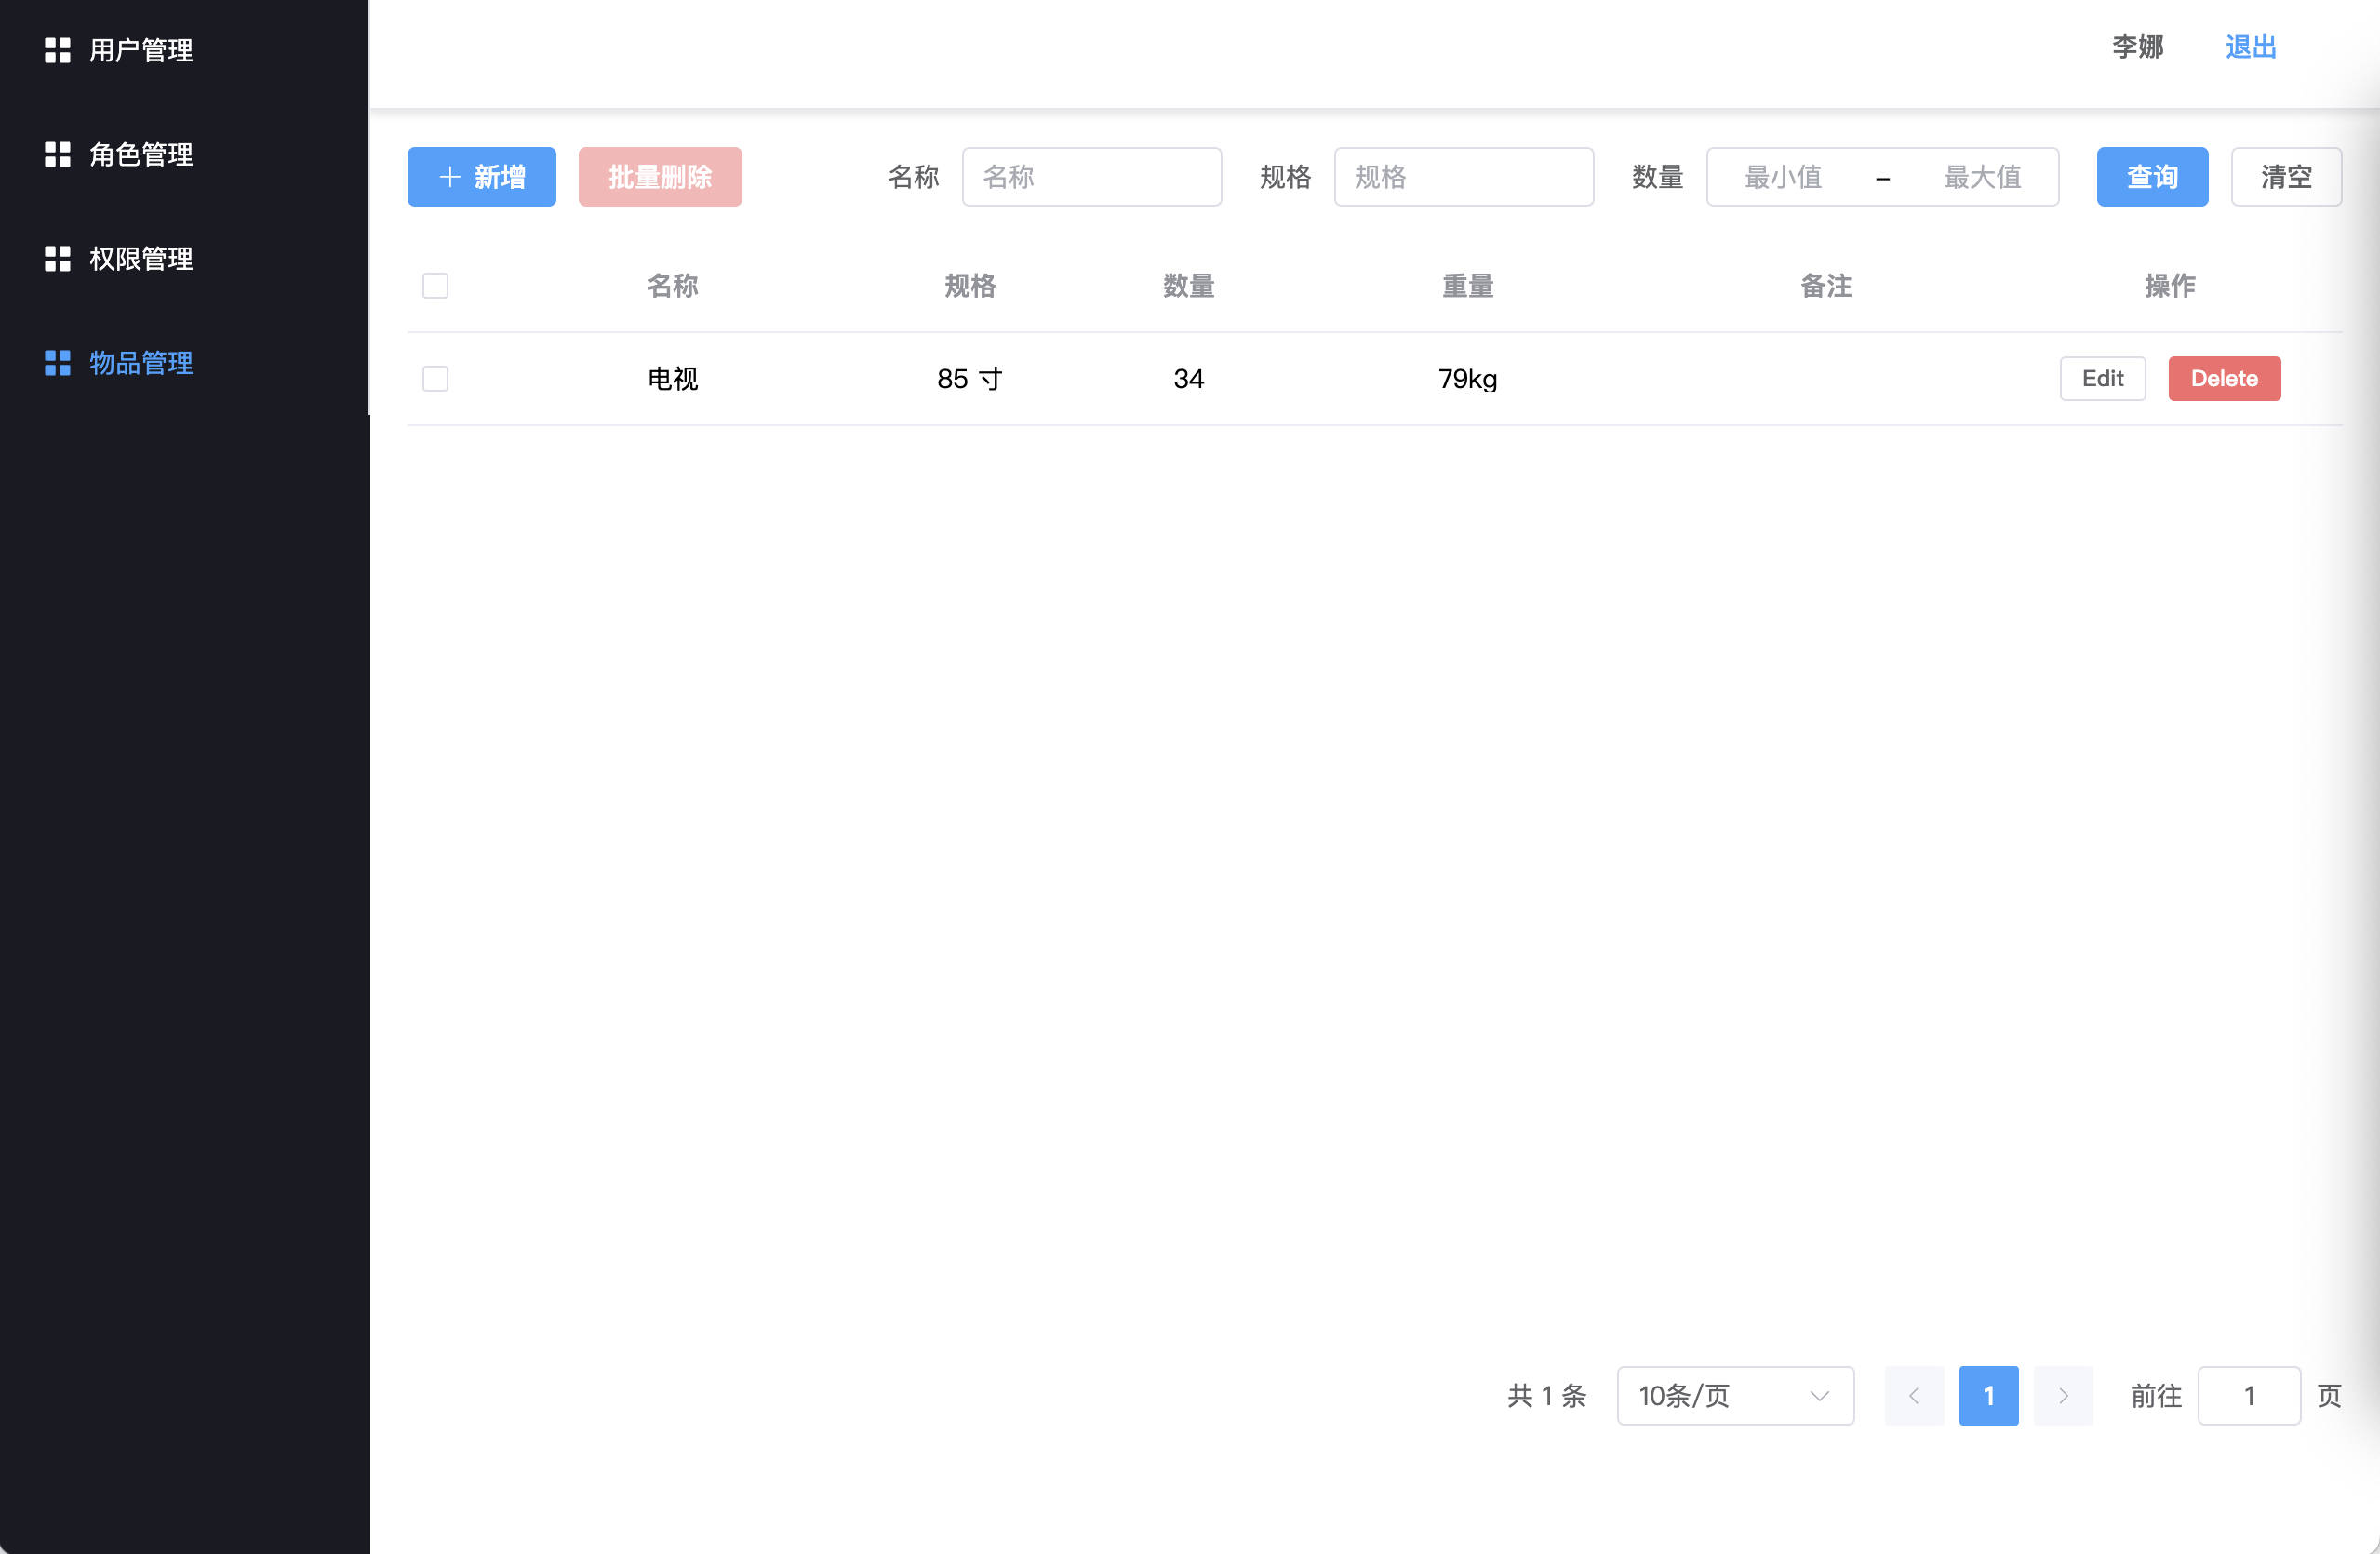 用户管理
角色管理
权限管理
物品管理
李娜 退出
新增 批量删除 名称 名称 规格 规格 数量 最小值 - 最大值 查询 清空
名称 规格 数量 重量 备注 操作
电视 85 寸 34 79kg Edit Delete
共 1 条 10条/页 1 前往 1 页